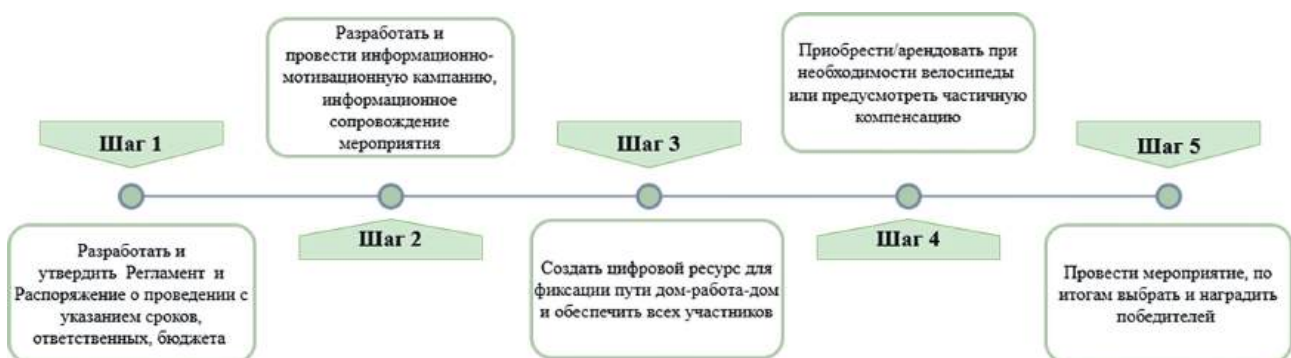 Шаг 1
Разработать и
утвердить Регламент и
Распоряжение о проведении с
указанием сроков,
ответственных, бюджета
Разработать и
провести информационно-
мотивационную кампанию,
информационное
сопровождение
мероприятия
Шаг 2
Шаг 3
Создать цифровой ресурс для
фиксации пути дом-работа-дом
и обеспечить всех участников
Приобрести/арендовать при
необходимости велосипеды
или предусмотреть частичную
компенсацию
Шаг 4
Шаг 5
Провести мероприятие, по
итогам выбрать и наградить
победителей